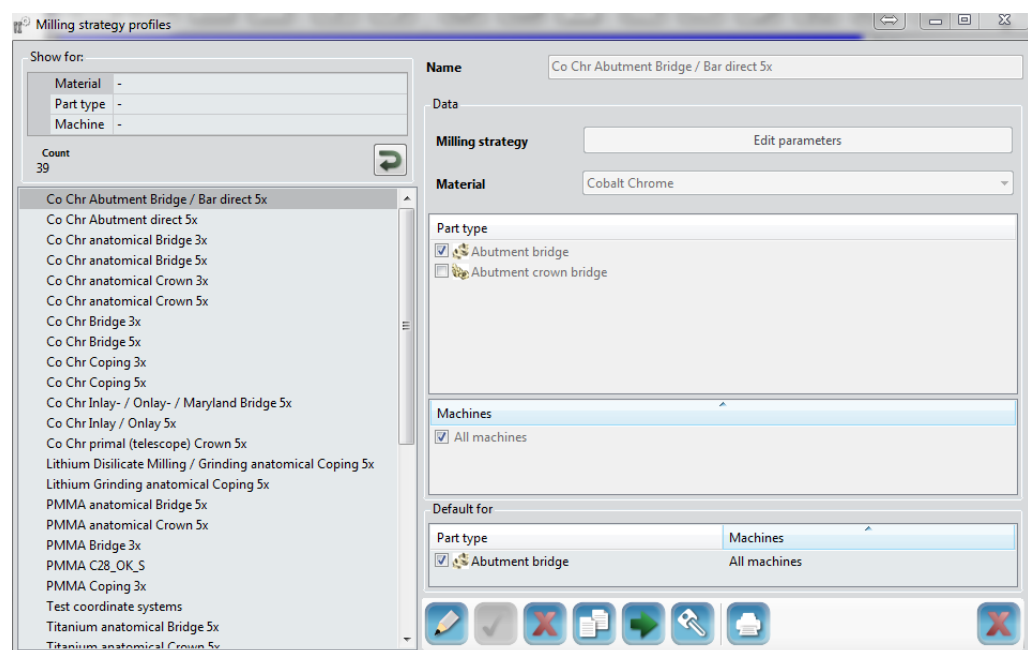 Milling strategy profiles
Show for:
Material -
Part type -
Machine -
Count
39
Co Chr Abutment Bridge / Bar direct 5x
Co Chr Abutment direct 5x
Co Chr anatomical Bridge 3x
Co Chr anatomical Bridge 5x
Co Chr anatomical Crown 3x
Co Chr anatomical Crown 5x
Co Chr Bridge 3x
Co Chr Bridge 5x
Co Chr Coping 3x
Co Chr Coping 5x
Co Chr Inlay- / Onlay- / Maryland Bridge 5x
Co Chr Inlay / Onlay 5x
Co Chr primal (telescope) Crown 5x
Lithium Disilicate Milling / Grinding anatomical Coping 5x
Lithium Grinding anatomical Coping 5x
PMMA anatomical Bridge 5x
PMMA anatomical Crown 5x
PMMA Bridge 3x
PMMA C28_OK_S
PMMA Coping 3x
Test coordinate systems
Titanium anatomical Bridge 5x
Titanium anatomical Crown 5x
Name Co Chr Abutment Bridge / Bar direct 5x
Data
Milling strategy Edit parameters
Material Cobalt Chrome
Part type
Abutment bridge
Abutment crown bridge
Machines
All machines
Default for
Part type Machines
Abutment bridge All machines